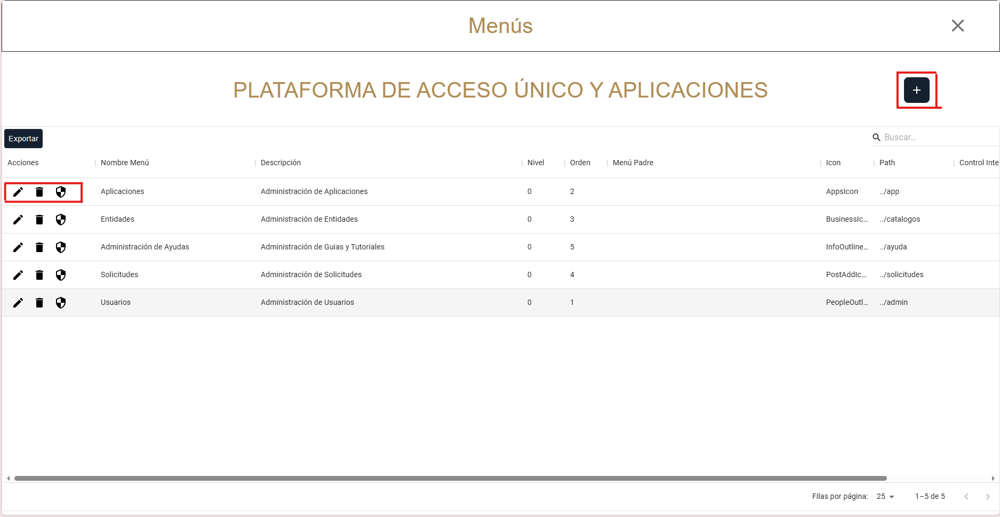 Menús
PLATAFORMA DE ACCESO ÚNICO Y APLICACIONES
Exportar
Buscar...
Acciones Nombre Menú Descripción Nivel Orden Menú Padre Icon Path Control Inte
Aplicaciones Administración de Aplicaciones 0 2 AppsIcon ../app
Entidades Administración de Entidades 0 3 BusinessIc... ../catalogos
Administración de Ayudas Administración de Guias y Tutoriales 0 5 InfoOutline... ../ayuda
Solicitudes Administración de Solicitudes 0 4 PostAddIc... ../solicitudes
Usuarios Administración de Usuarios 0 1 PeopleOutl... ../admin
Filas por página: 25 1–5 de 5